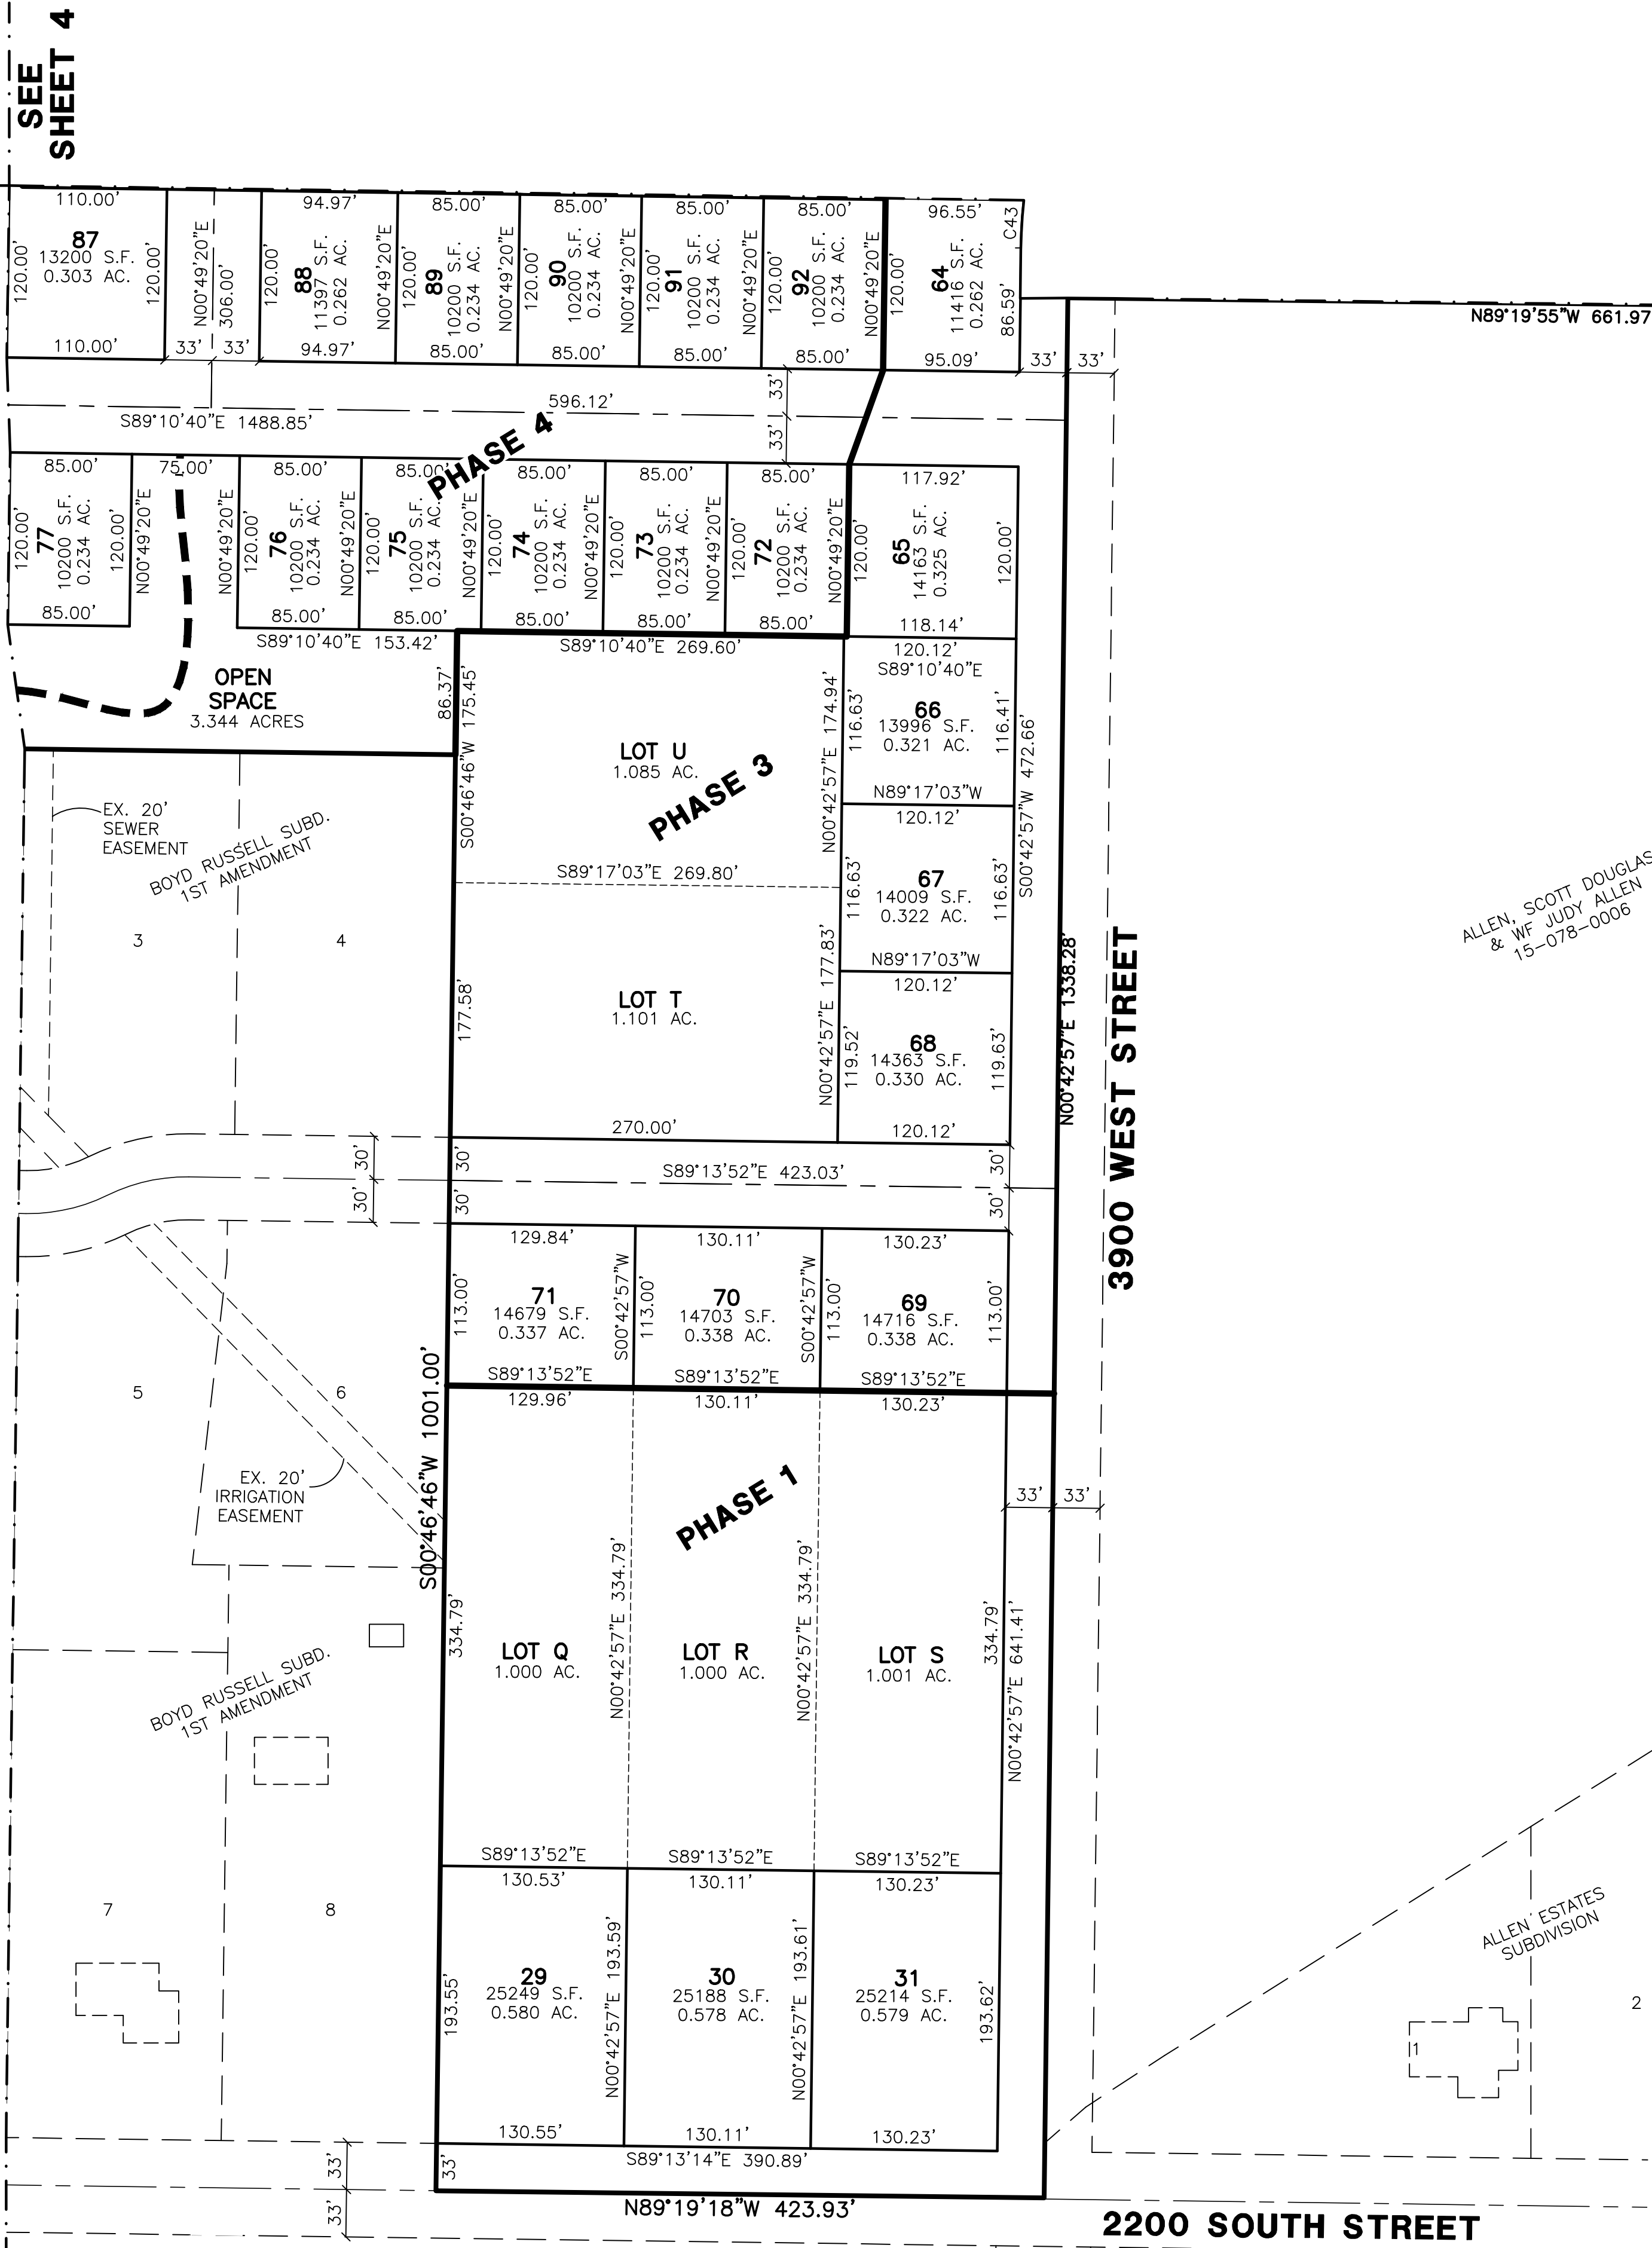 SEE
SHEET 4
110.00'
87
13200 S.F.
0.303 AC.
120.00'
120.00'
110.00'
N00°49'20"E
306.00'
33'
33'
94.97'
120.00'
88
11397 S.F.
0.262 AC.
N00°49'20"E
94.97'
85.00'
120.00'
89
10200 S.F.
0.234 AC.
N00°49'20"E
85.00'
85.00'
120.00'
90
10200 S.F.
0.234 AC.
N00°49'20"E
85.00'
85.00'
120.00'
91
10200 S.F.
0.234 AC.
N00°49'20"E
85.00'
85.00'
120.00'
92
10200 S.F.
0.234 AC.
N00°49'20"E
85.00'
96.55'
C43
120.00'
64
11416 S.F.
0.262 AC.
86.59'
95.09'
33'
33'
N89°19'55"W 661.97
S89°10'40"E 1488.85'
596.12'
33'
33'
PHASE 4
85.00'
120.00'
77
10200 S.F.
0.234 AC.
120.00'
N00°49'20"E
85.00'
75.00'
N00°49'20"E
85.00'
120.00'
76
10200 S.F.
0.234 AC.
N00°49'20"E
85.00'
85.00'
120.00'
75
10200 S.F.
0.234 AC.
N00°49'20"E
85.00'
85.00'
120.00'
74
10200 S.F.
0.234 AC.
N00°49'20"E
85.00'
85.00'
120.00'
73
10200 S.F.
0.234 AC.
N00°49'20"E
85.00'
85.00'
120.00'
72
10200 S.F.
0.234 AC.
N00°49'20"E
85.00'
117.92'
120.00'
65
14163 S.F.
0.325 AC.
120.00'
118.14'
S89°10'40"E 153.42'
S89°10'40"E 269.60'
OPEN
SPACE
3.344 ACRES
86.37'
S00°46'46"W 175.45'
LOT U
1.085 AC.
PHASE 3
N00°42'57"E 174.94'
120.12'
S89°10'40"E
116.63'
66
13996 S.F.
0.321 AC.
116.41'
N89°17'03"W
120.12'
S00°42'57"W 472.66'
EX. 20'
SEWER
EASEMENT
BOYD RUSSELL SUBD.
1ST AMENDMENT
3
4
S89°17'03"E 269.80'
116.63'
67
14009 S.F.
0.322 AC.
116.63'
N89°17'03"W
120.12'
177.58'
LOT T
1.101 AC.
N00°42'57"E 177.83'
119.52'
68
14363 S.F.
0.330 AC.
119.63'
270.00'
120.12'
N00°42'57"E 1338.28'
3900 WEST STREET
ALLEN, SCOTT DOUGLAS
& WF JUDY ALLEN
15-078-0006
30'
30'
30'
30'
S89°13'52"E 423.03'
30'
30'
129.84'
113.00'
71
14679 S.F.
0.337 AC.
S00°42'57"W
S89°13'52"E
129.96'
130.11'
113.00'
70
14703 S.F.
0.338 AC.
S00°42'57"W
S89°13'52"E
130.11'
130.23'
113.00'
69
14716 S.F.
0.338 AC.
113.00'
S89°13'52"E
130.23'
5
6
EX. 20'
IRRIGATION
EASEMENT
S00°46'46"W 1001.00'
PHASE 1
33'
33'
334.79'
LOT Q
1.000 AC.
N00°42'57"E 334.79'
LOT R
1.000 AC.
N00°42'57"E 334.79'
LOT S
1.001 AC.
334.79'
N00°42'57"E 641.41'
BOYD RUSSELL SUBD.
1ST AMENDMENT
7
8
S89°13'52"E
130.53'
193.55'
29
25249 S.F.
0.580 AC.
N00°42'57"E 193.59'
130.55'
S89°13'52"E
130.11'
30
25188 S.F.
0.578 AC.
N00°42'57"E 193.61'
130.11'
S89°13'52"E
130.23'
31
25214 S.F.
0.579 AC.
193.62'
130.23'
ALLEN ESTATES
SUBDIVISION
1
2
33'
33'
33'
S89°13'14"E 390.89'
N89°19'18"W 423.93'
2200 SOUTH STREET